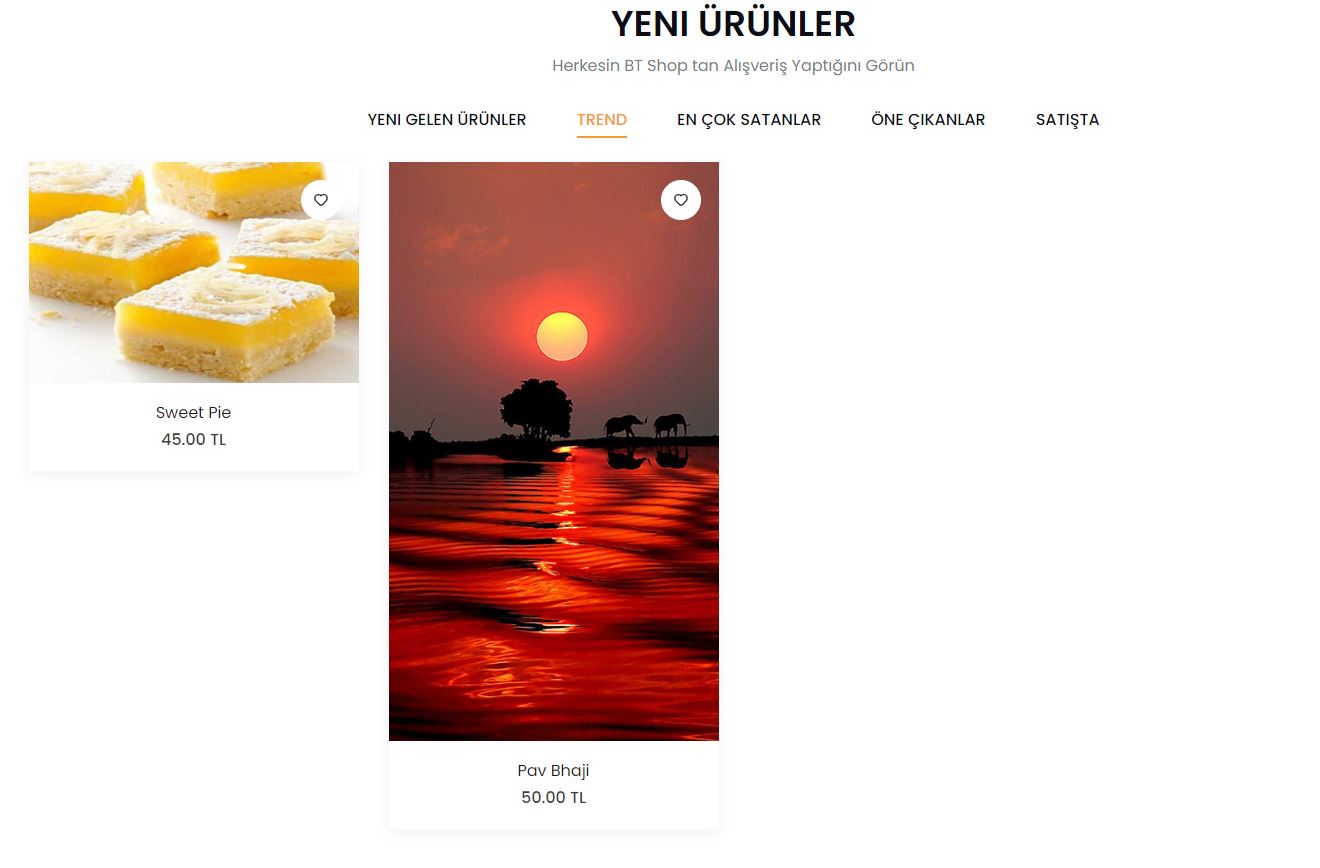 YENI ÜRÜNLER
Herkesin BT Shop tan Alışveriş Yaptığını Görün
YENI GELEN ÜRÜNLER TREND EN ÇOK SATANLAR ÖNE ÇIKANLAR SATIŞTA
Sweet Pie
45.00 TL
Pav Bhaji
50.00 TL